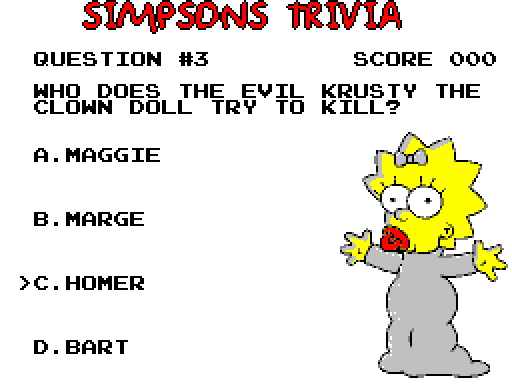 SIMPSONS TRIVIA
QUESTION #3 SCORE 000
WHO DOES THE EVIL KRUSTY THE
CLOWN DOLL TRY TO KILL?
A.MAGGIE
B.MARGE
>C.HOMER
D.BART